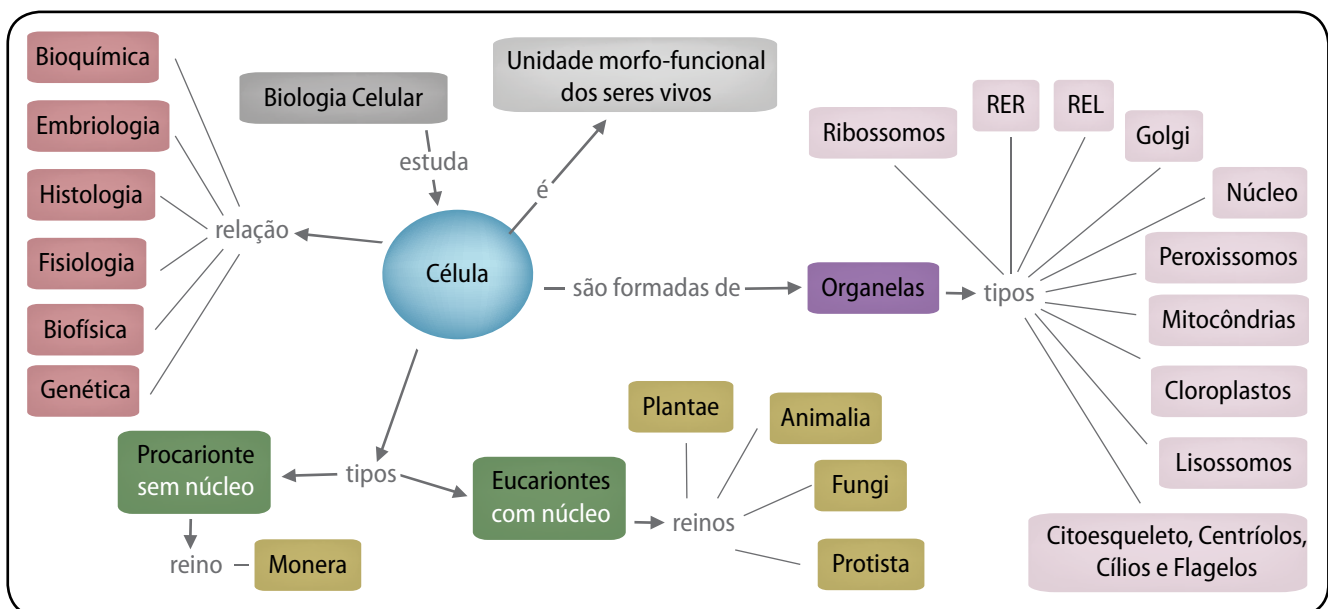 Bioquímica
Embriologia
Histologia
Fisiologia
Biofísica
Genética
relação
Biologia Celular
estuda
Célula
é
Unidade morfo-funcional
dos seres vivos
são formadas de
Organelas
tipos
Ribossomos
RER
REL
Golgi
Núcleo
Peroxissomos
Mitocôndrias
Cloroplastos
Lisossomos
Citoesqueleto, Centríolos,
Cílios e Flagelos
tipos
Procarionte
sem núcleo
reino
Monera
Eucariontes
com núcleo
reinos
Plantae
Animalia
Fungi
Protista